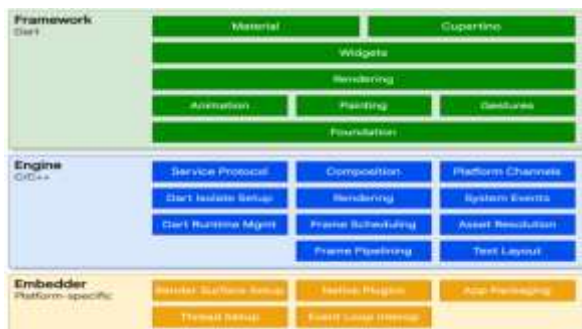 Framework
Dart
Material Cupertino
Widgets
Rendering
Animation Painting Gestures
Foundation
Engine
C/C++
Service Protocol Composition Platform Channels
Dart Isolate Setup Rendering System Events
Dart Runtime Mgmt Frame Scheduling Asset Resolution
Frame Pipelining Text Layout
Embedder
Platform-specific
Render Surface Setup Native Plugins App Packaging
Thread Setup Event Loop Interop